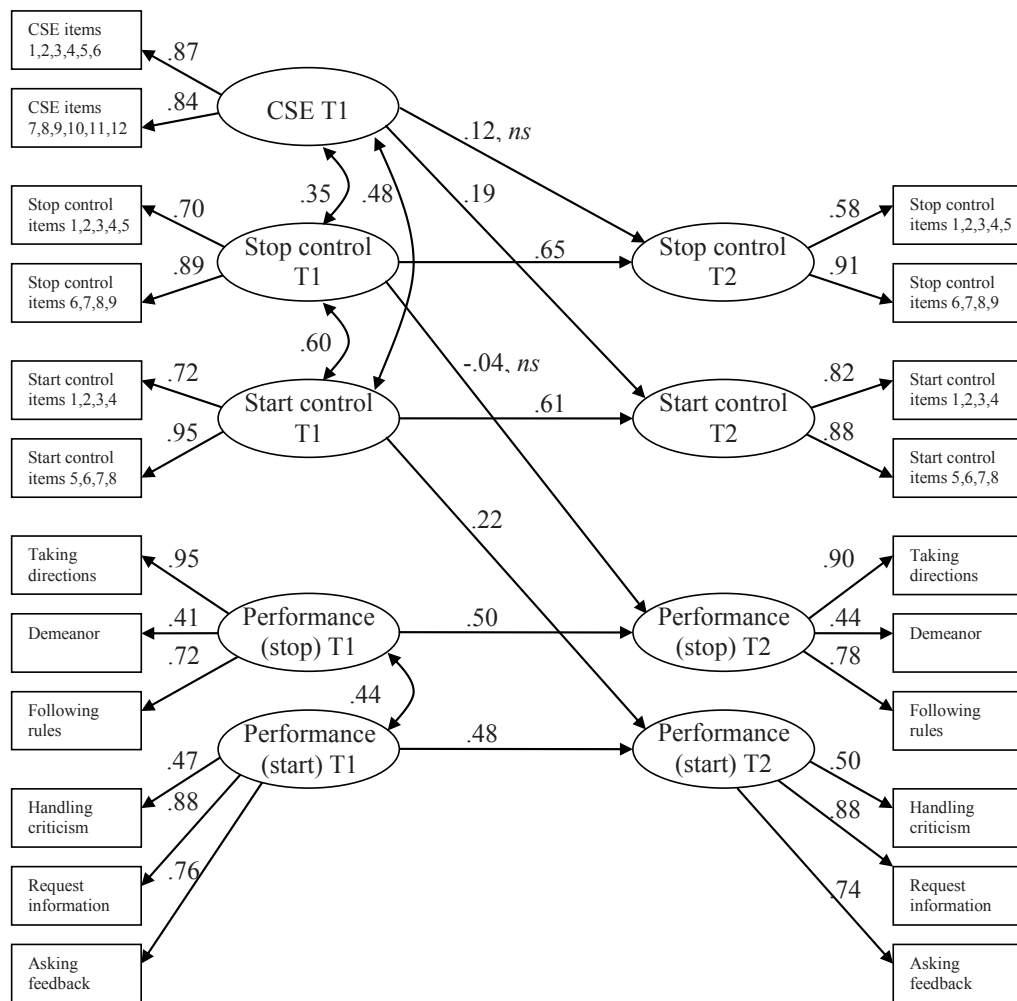 CSE items
1,2,3,4,5,6
.87
CSE items
7,8,9,10,11,12
.84
CSE T1
.12, ns
.35
.48
.19
Stop control
items 1,2,3,4,5
.70
Stop control
items 6,7,8,9
.89
Stop control
T1
.65
Stop control
T2
.58
Stop control
items 1,2,3,4,5
.91
Stop control
items 6,7,8,9
.60
-.04, ns
Start control
items 1,2,3,4
.72
Start control
items 5,6,7,8
.95
Start control
T1
.61
Start control
T2
.82
Start control
items 1,2,3,4
.88
Start control
items 5,6,7,8
.22
Taking
directions
.95
Demeanor
.41
Following
rules
.72
Performance
(stop) T1
.50
Performance
(stop) T2
.90
Taking
directions
.44
Demeanor
.78
Following
rules
.44
Performance
(start) T1
.48
Performance
(start) T2
.47
Handling
criticism
.88
Request
information
.76
Asking
feedback
.50
Handling
criticism
.88
Request
information
.74
Asking
feedback